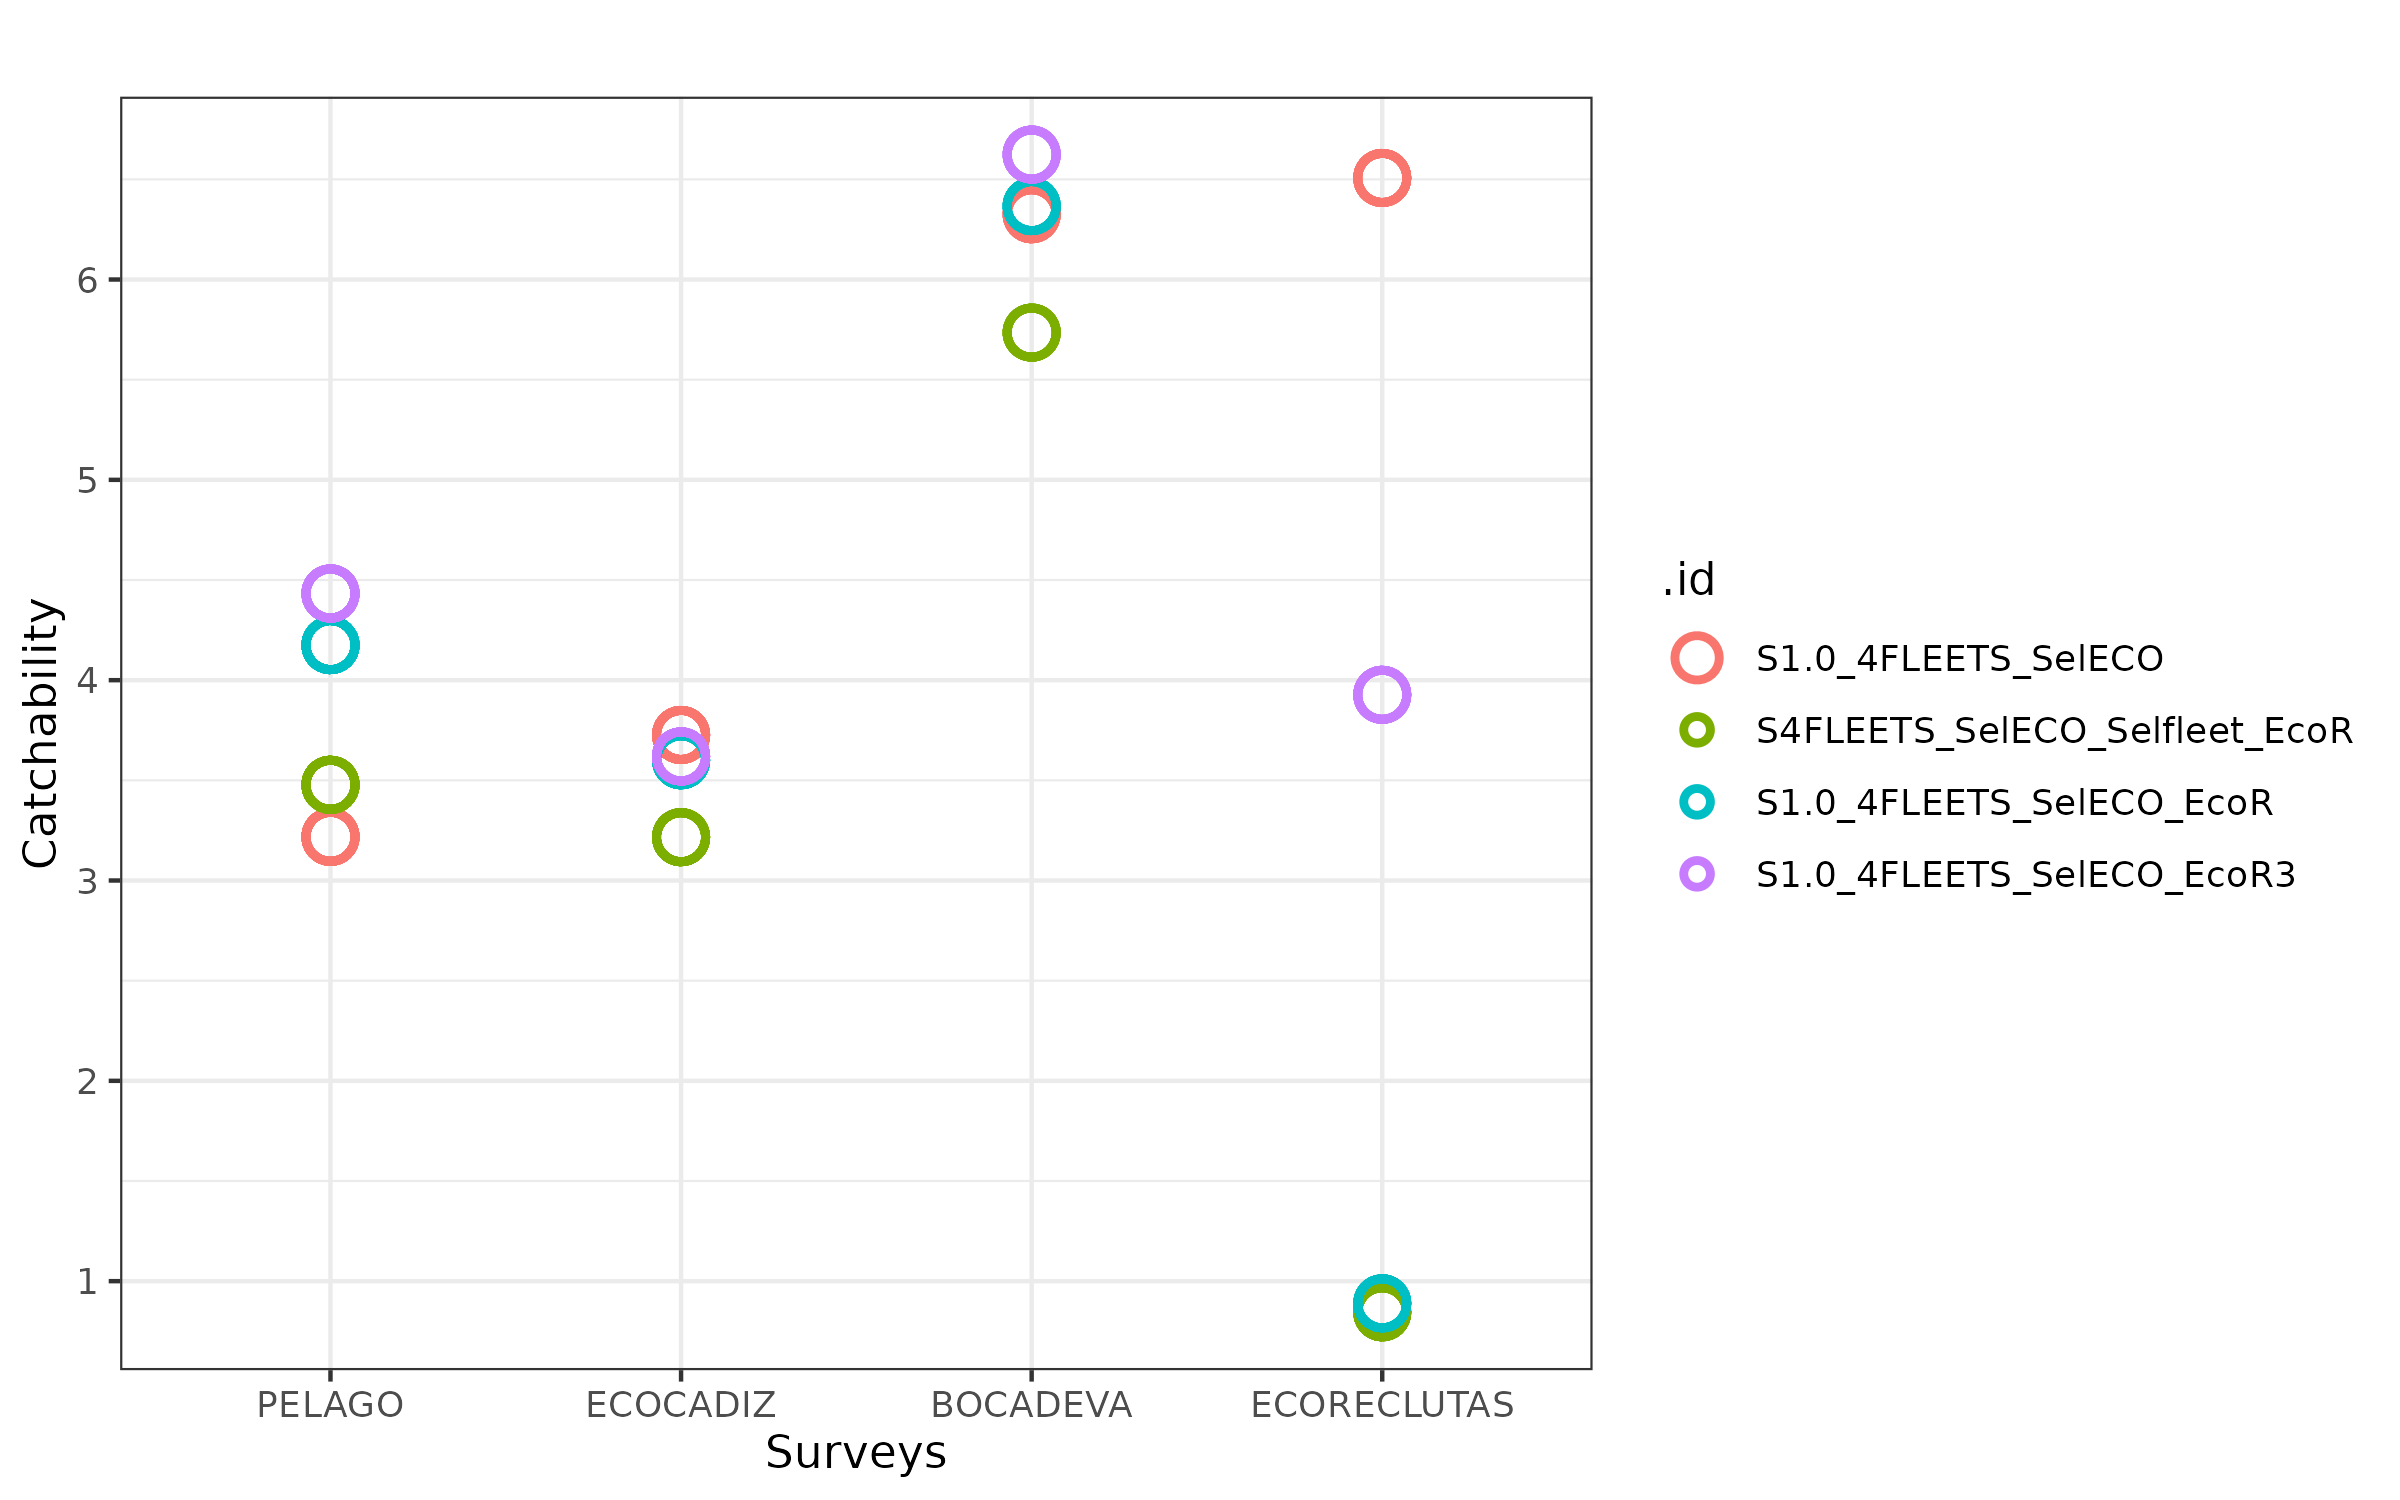 Catchability
6
5
4
3
2
1
PELAGO
ECOCADIZ
BOCADEVA
ECORECLUTAS
Surveys
.id
S1.0_4FLEETS_SelECO
S4FLEETS_SelECO_Selfleet_EcoR
S1.0_4FLEETS_SelECO_EcoR
S1.0_4FLEETS_SelECO_EcoR3